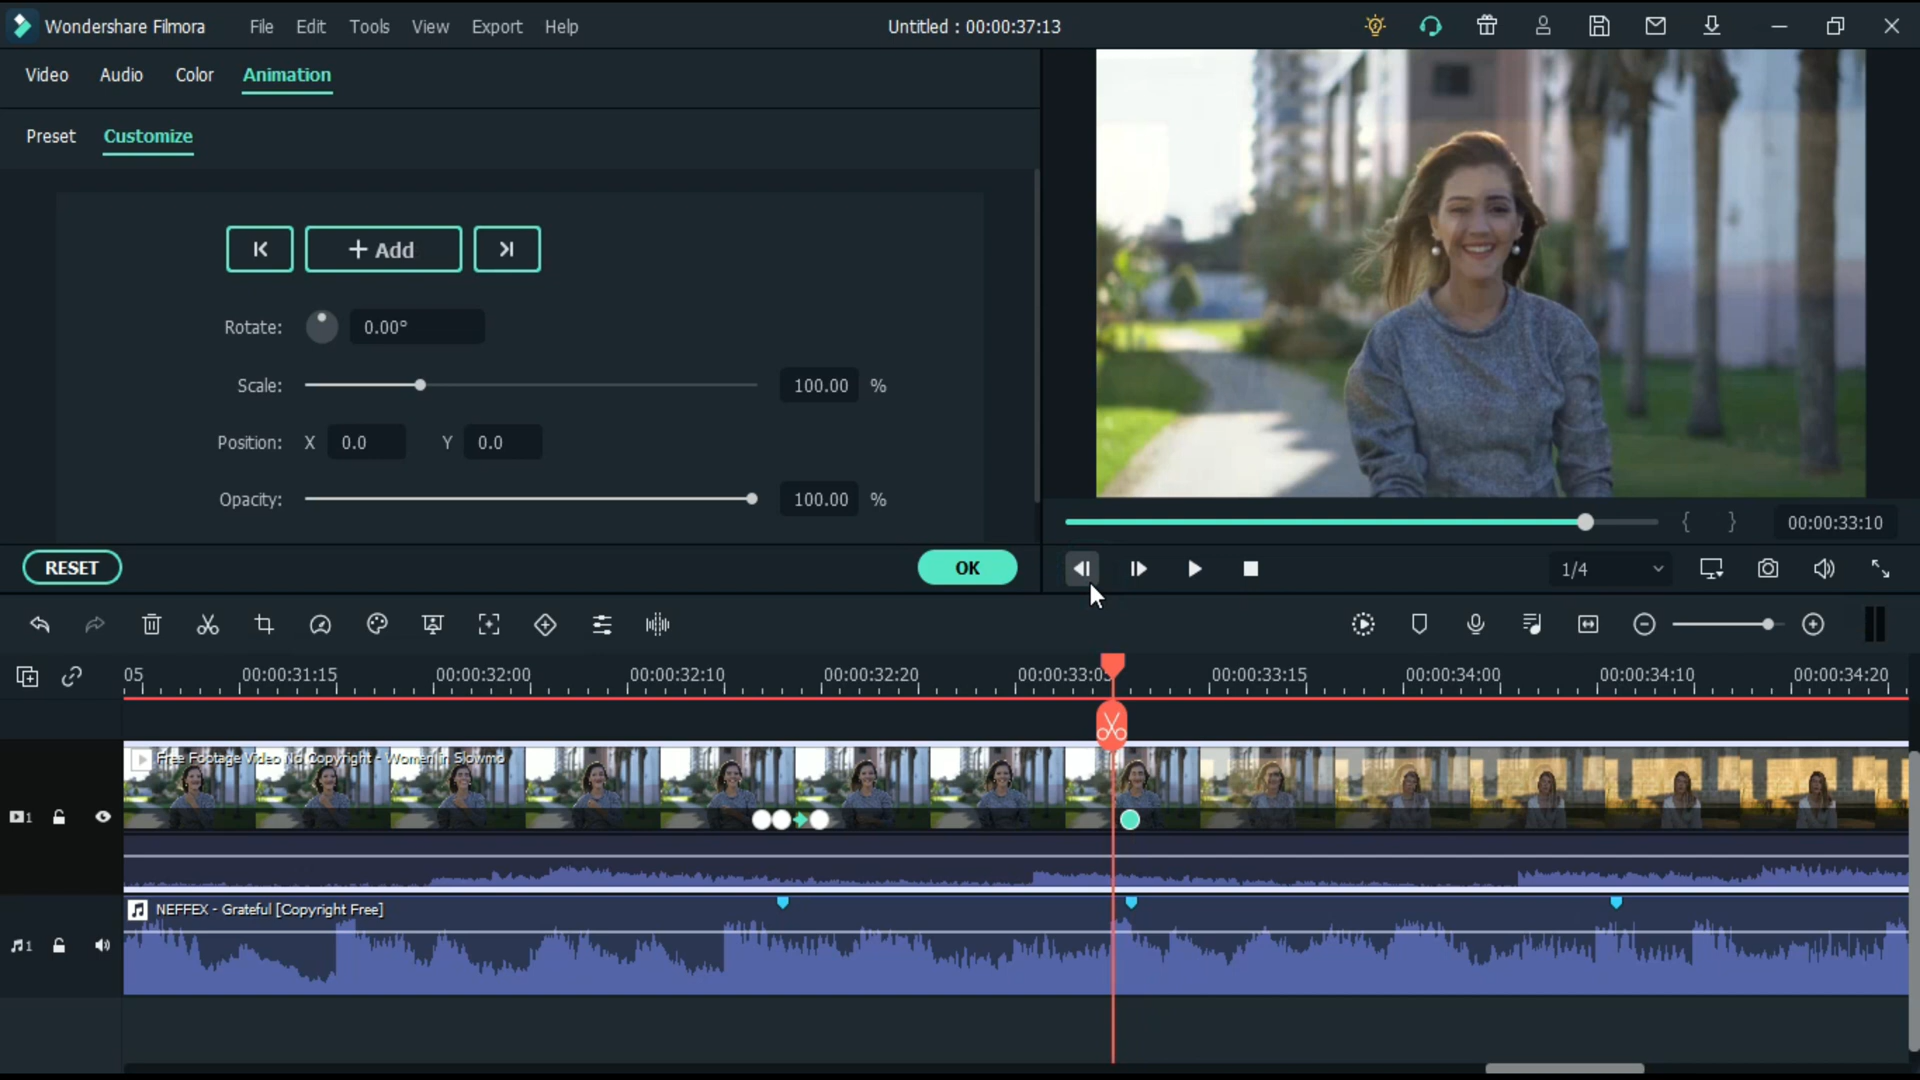 Wondershare Filmora File Edit Tools View Export Help Untitled : 00:00:37:13
Video Audio Color Animation
Preset Customize
+ Add
Rotate: 0.00°
Scale: 100.00 %
Position: X 0.0 Y 0.0
Opacity: 100.00 %
{ } 00:00:33:10
RESET OK
1/4
05 00:00:31:15 00:00:32:00 00:00:32:10 00:00:32:20 00:00:33:05 00:00:33:15 00:00:34:00 00:00:34:10 00:00:34:20
Free Footage Video No Copyright - Women in Slowmo
1
NEFFEX - Grateful [Copyright Free]
1